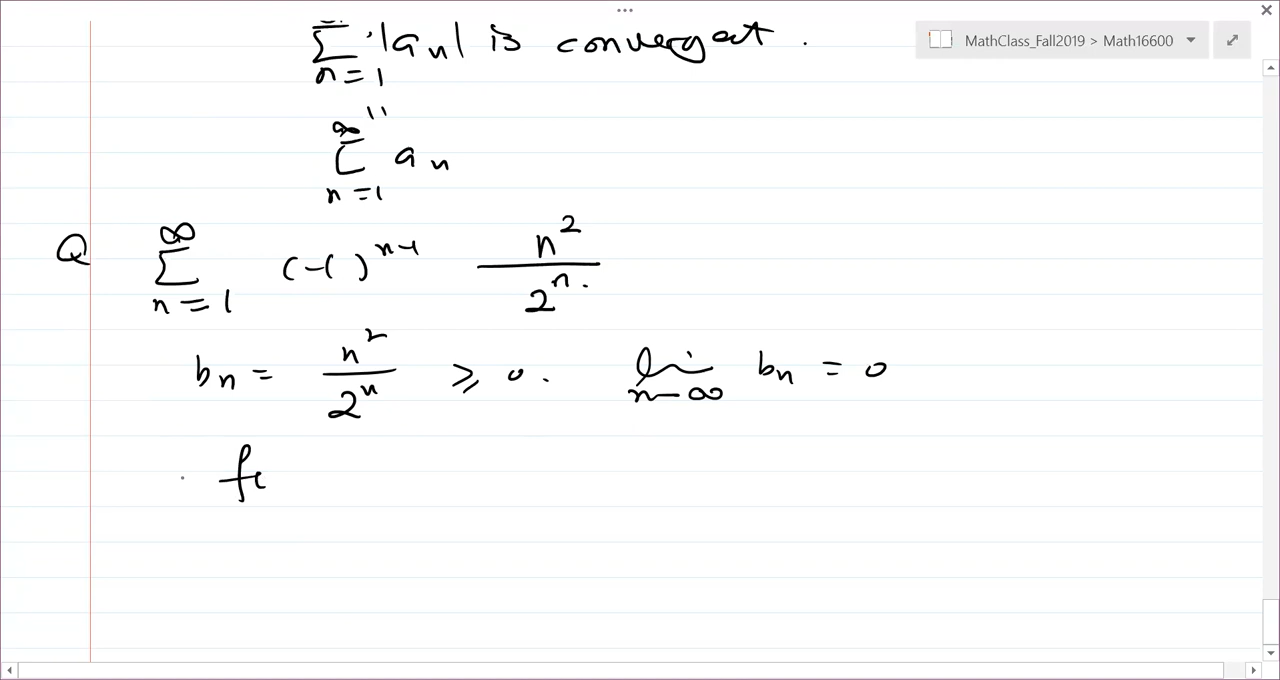 MathClass_Fall2019 > Math16600
∞ Σ n=1 |aₙ| is convergat.
"
∞ Σ n=1 aₙ
Q ∞ Σ n=1 (-1)ⁿ⁻¹ n²/2ⁿ.
bₙ = n²/2ⁿ ⩾ 0. lim n→∞ bₙ = 0
f(